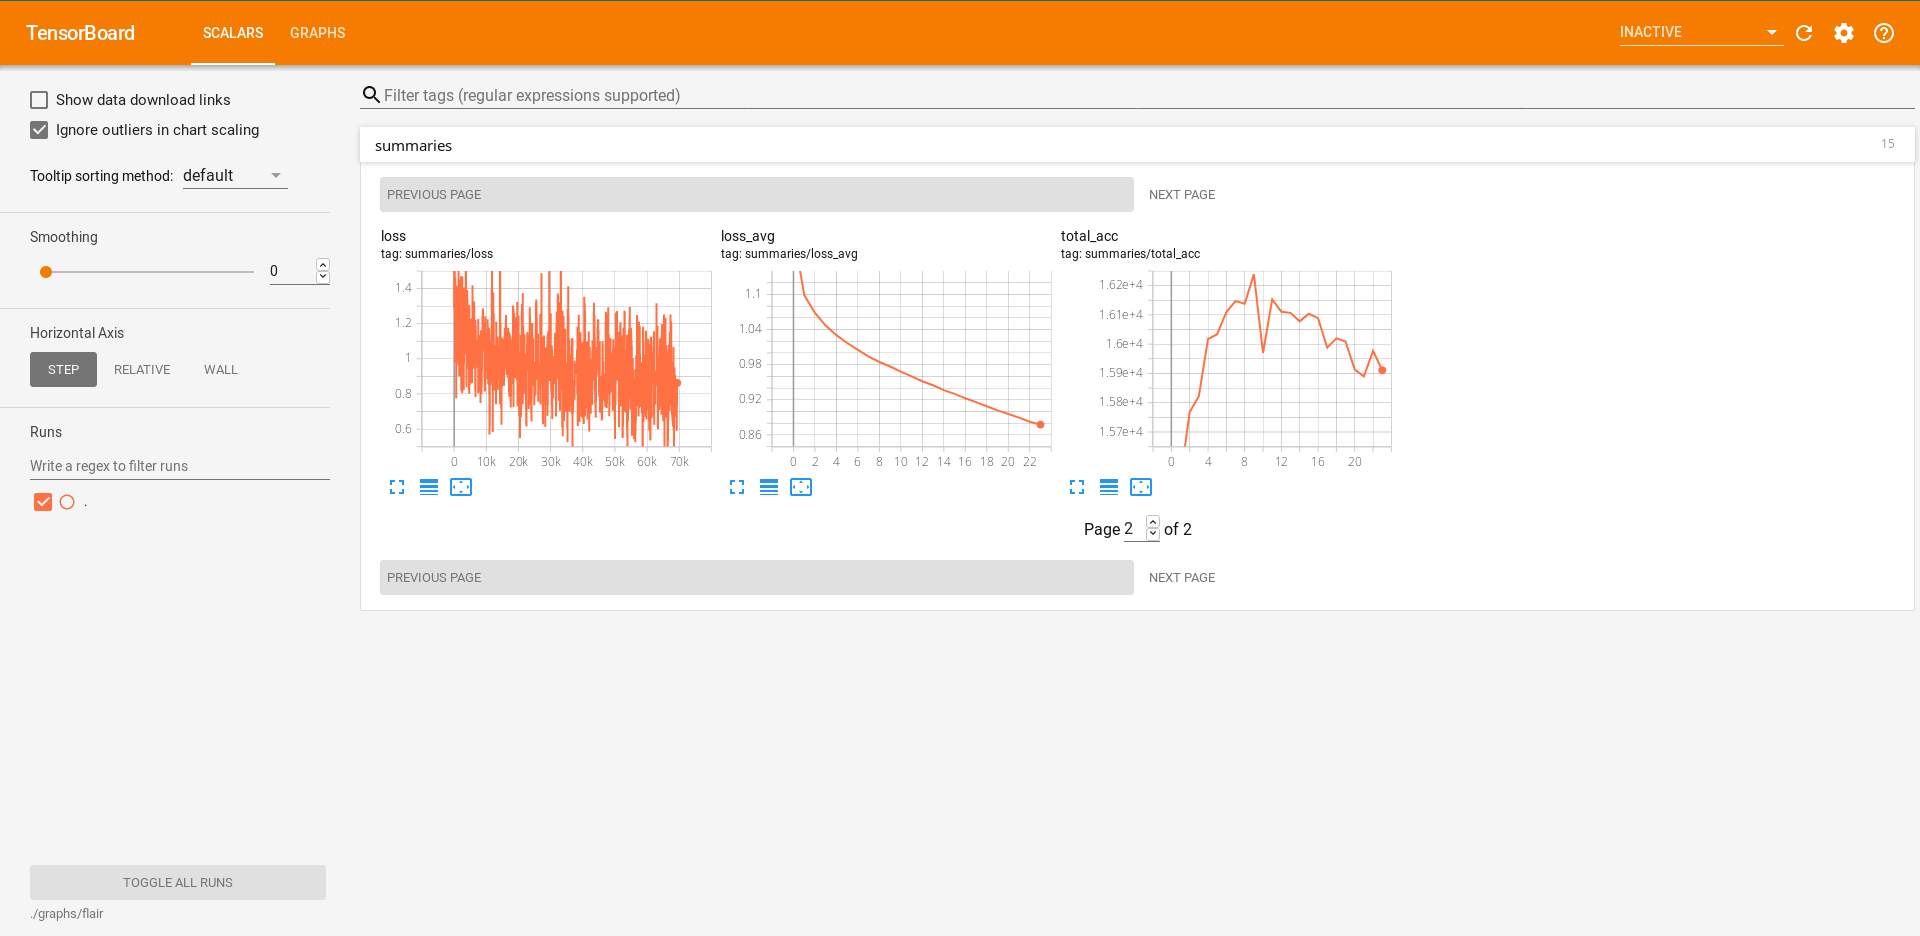 TensorBoard SCALARS GRAPHS INACTIVE
Show data download links
Ignore outliers in chart scaling
Tooltip sorting method: default
Smoothing
0
Horizontal Axis
STEP RELATIVE WALL
Runs
Write a regex to filter runs
.
TOGGLE ALL RUNS
./graphs/flair
Filter tags (regular expressions supported)
summaries 15
PREVIOUS PAGE NEXT PAGE
loss
tag: summaries/loss
1.4
1.2
1
0.8
0.6
0 10k 20k 30k 40k 50k 60k 70k
loss_avg
tag: summaries/loss_avg
1.1
1.04
0.98
0.92
0.86
0 2 4 6 8 10 12 14 16 18 20 22
total_acc
tag: summaries/total_acc
1.62e+4
1.61e+4
1.6e+4
1.59e+4
1.58e+4
1.57e+4
0 4 8 12 16 20
Page 2 of 2
PREVIOUS PAGE NEXT PAGE